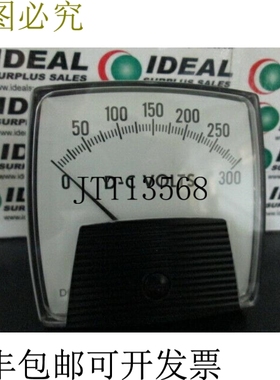 图必究
IDEAL
SURPLUS SALES
IDEAL
SURPLUS SALES
0 50 100 150 200 250 300
D-C VOLTS
JTT13568
丰包邮可开发票